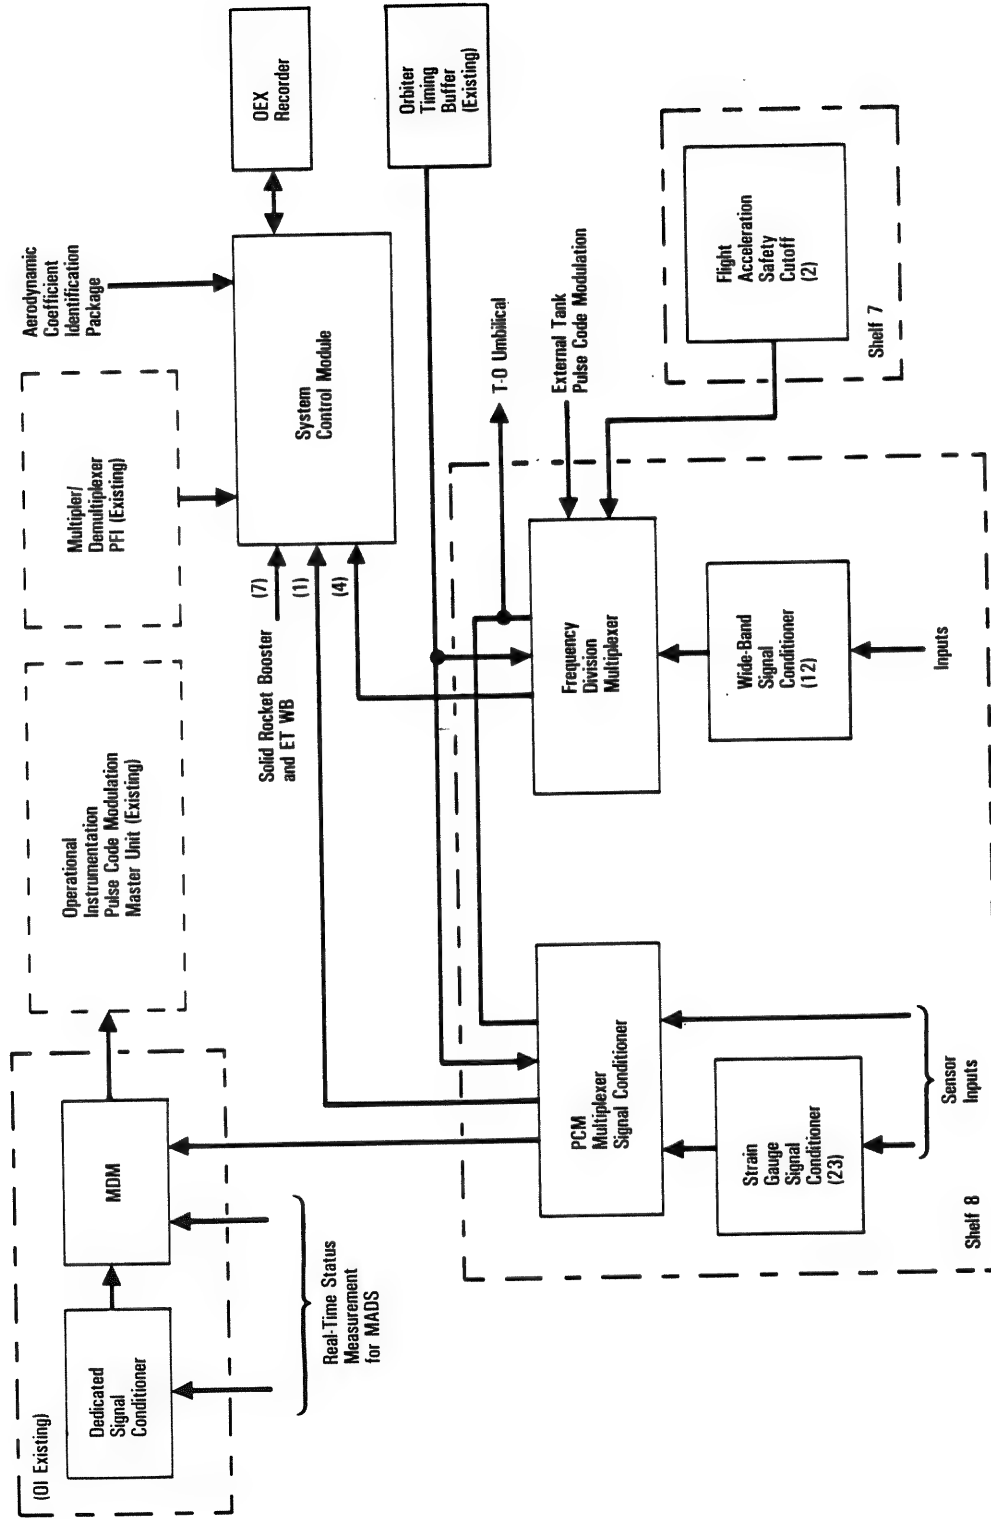 (OI Existing)
Dedicated
Signal
Conditioner
MDM
Real-Time Status
Measurement
for MADS
Operational
Instrumentation
Pulse Code Modulation
Master Unit (Existing)
Multipler/
Demultiplexer
PFI (Existing)
Aerodynamic
Coefficient
Identification
Package
Solid Rocket Booster
and ET WB
(7)
(1)
(4)
System
Control Module
OEX
Recorder
Orbiter
Timing
Buffer
(Existing)
T-O Umbilical
External Tank
Pulse Code Modulation
PCM
Multiplexer
Signal Conditioner
Frequency
Division
Multiplexer
Strain
Gauge
Signal
Conditioner
(23)
Wide-Band
Signal
Conditioner
(12)
Flight
Acceleration
Safety
Cutoff
(2)
Shelf 7
Sensor
Inputs
Inputs
Shelf 8